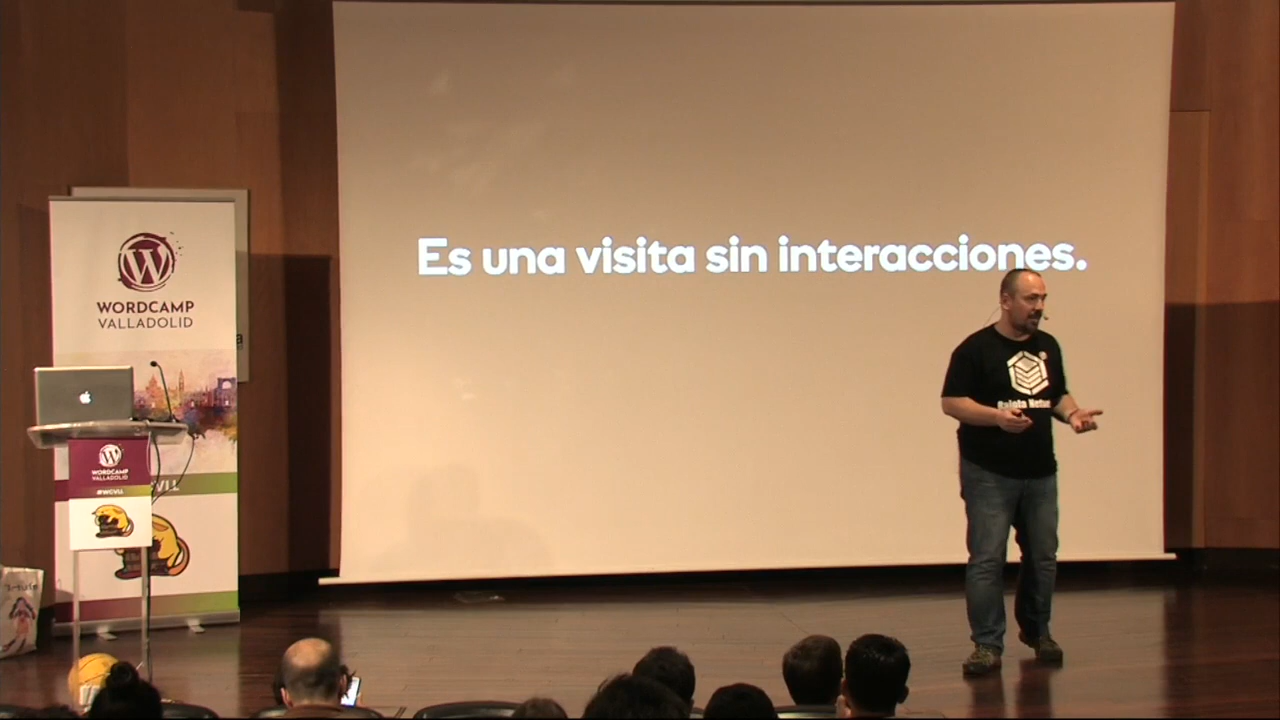 Es una visita sin interacciones.
WORDCAMP
VALLADOLID
WORDCAMP
VALLADOLID
#WCVLL